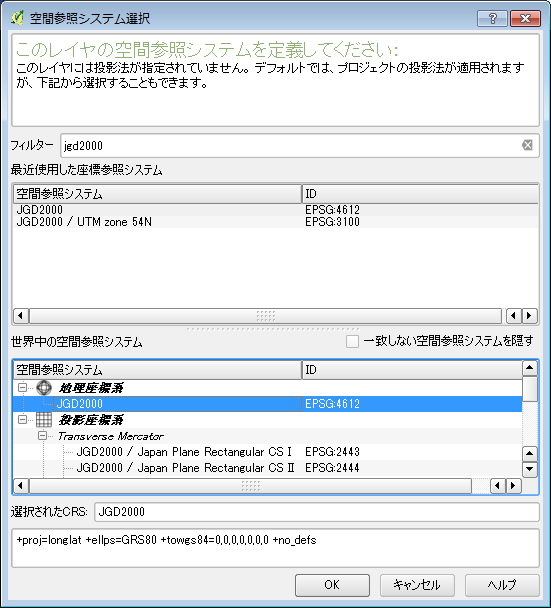 空間参照システム選択
このレイヤの空間参照システムを定義してください:
このレイヤには投影法が指定されていません。デフォルトでは、プロジェクトの投影法が適用されますが、下記から選択することもできます。
フィルター jgd2000
最近使用した座標参照システム
空間参照システム ID
JGD2000 EPSG:4612
JGD2000 / UTM zone 54N EPSG:3100
世界中の空間参照システム 一致しない空間参照システムを隠す
空間参照システム ID
地理座標系
JGD2000 EPSG:4612
投影座標系
Transverse Mercator
JGD2000 / Japan Plane Rectangular CS I EPSG:2443
JGD2000 / Japan Plane Rectangular CS II EPSG:2444
選択されたCRS: JGD2000
+proj=longlat +ellps=GRS80 +towgs84=0,0,0,0,0,0,0 +no_defs
OK キャンセル ヘルプ